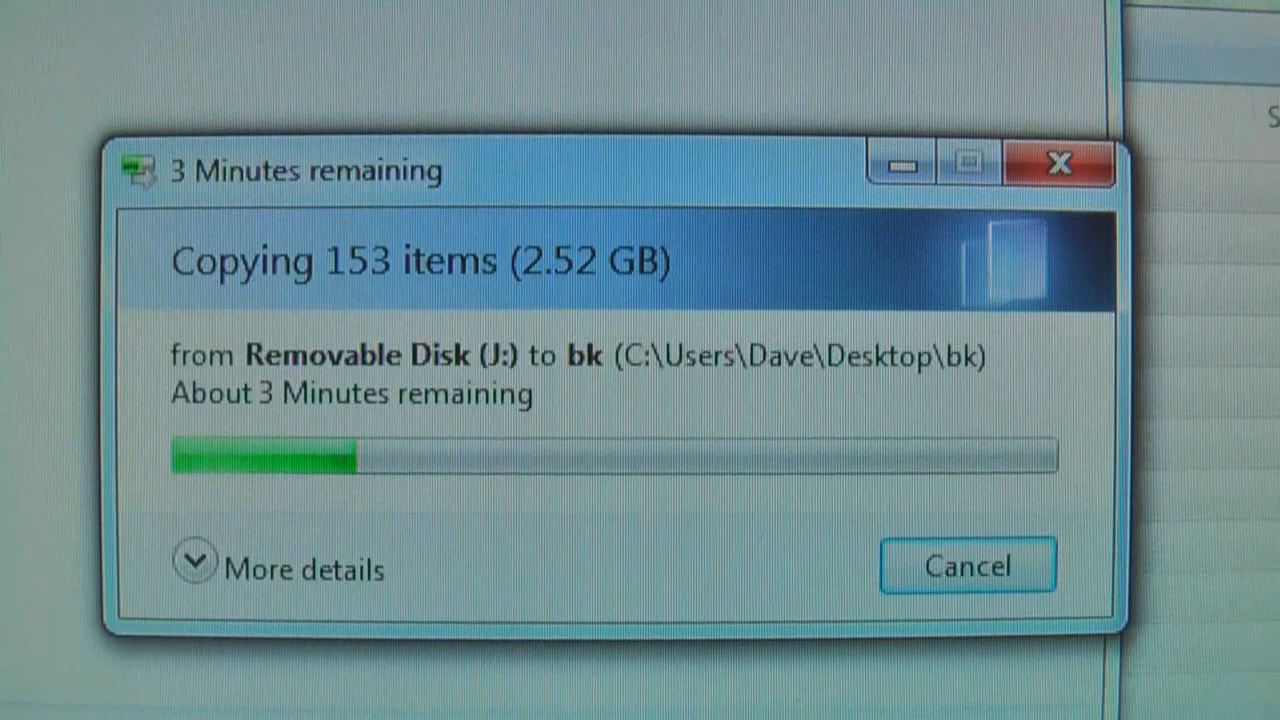 3 Minutes remaining
Copying 153 items (2.52 GB)
from Removable Disk (J:) to bk (C:\Users\Dave\Desktop\bk)
About 3 Minutes remaining
More details
Cancel
S